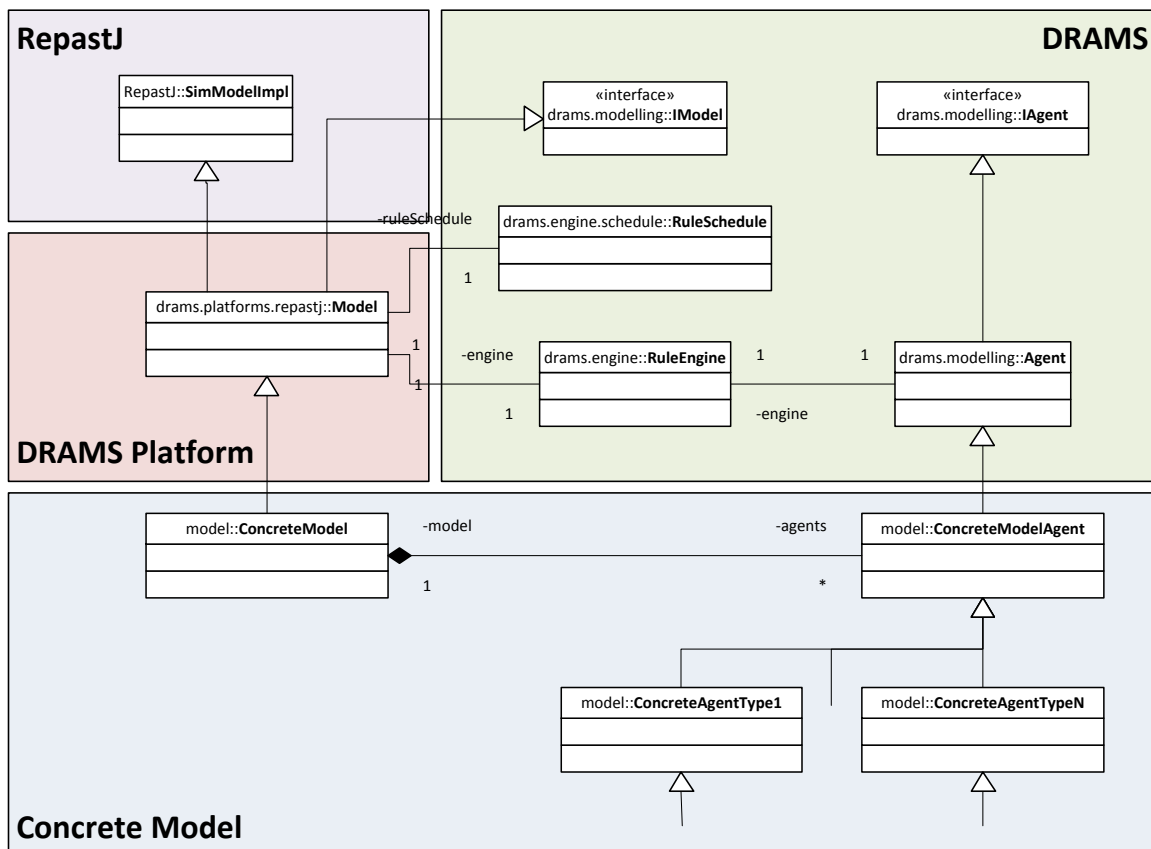 RepastJ
DRAMS
RepastJ::SimModelImpl
«interface»
drams.modelling::IModel
«interface»
drams.modelling::IAgent
-ruleSchedule
drams.engine.schedule::RuleSchedule
1
drams.platforms.repastj::Model
1
-engine
drams.engine::RuleEngine
1
1
drams.modelling::Agent
1
1
-engine
DRAMS Platform
model::ConcreteModel
-model
-agents
model::ConcreteModelAgent
1
*
model::ConcreteAgentType1
model::ConcreteAgentTypeN
Concrete Model